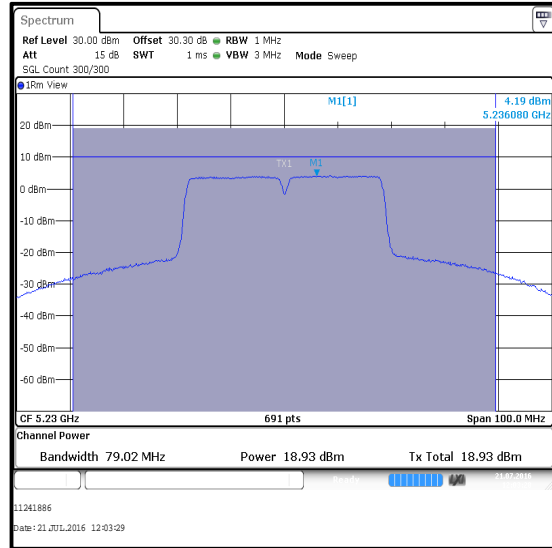 Spectrum
Ref Level 30.00 dBm Offset 30.30 dB RBW 1 MHz
Att 15 dB SWT 1 ms VBW 3 MHz Mode Sweep
SGL Count 300/300
1Rm View
M1[1] 4.19 dBm
5.236080 GHz
20 dBm
10 dBm
TX1 M1
0 dBm
-10 dBm
-20 dBm
-30 dBm
-40 dBm
-50 dBm
-60 dBm
CF 5.23 GHz 691 pts Span 100.0 MHz
Channel Power
Bandwidth 79.02 MHz Power 18.93 dBm Tx Total 18.93 dBm
Ready 21.07.2016
11241886
Date: 21 JUL.2016 12:03:29